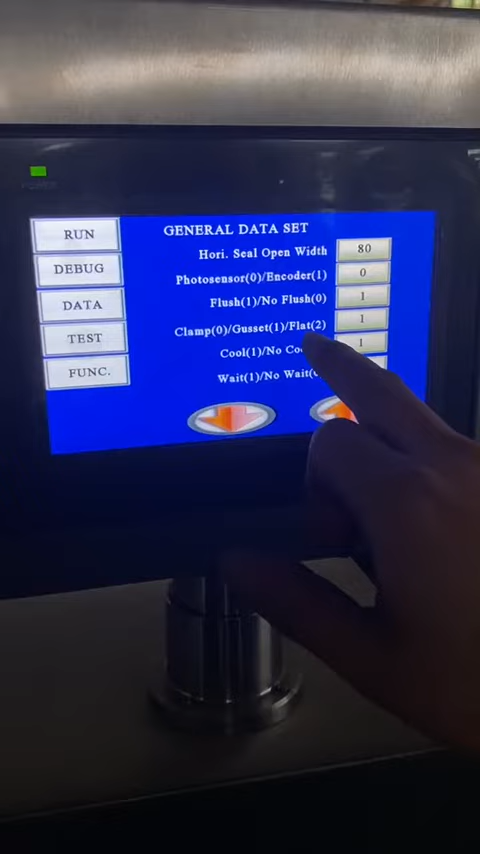 RUN
DEBUG
DATA
TEST
FUNC.
GENERAL DATA SET
Hori. Seal Open Width 80
Photosensor(0)/Encoder(1) 0
Flush(1)/No Flush(0) 1
Clamp(0)/Gusset(1)/Flat(2) 1
Cool(1)/No 1
Wait(1)/No Wait(